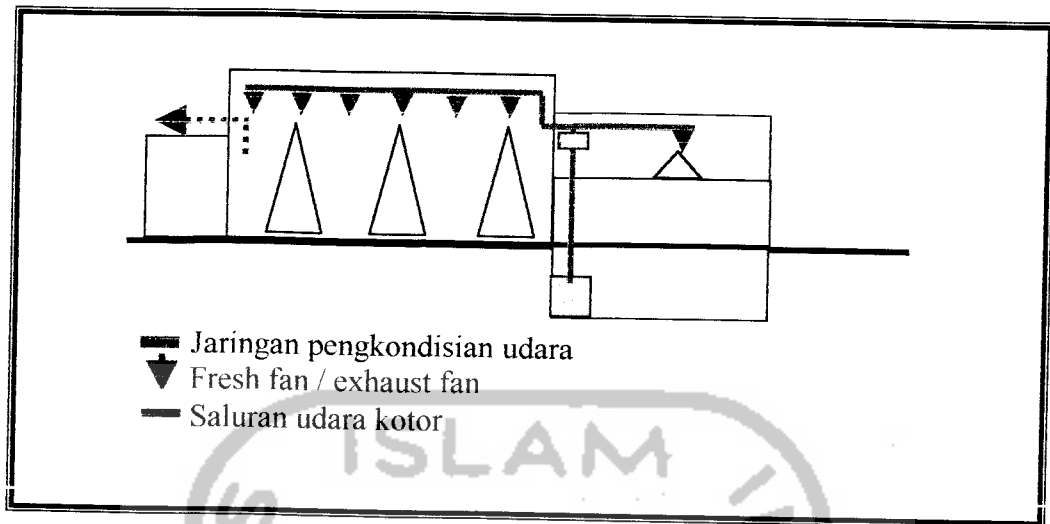 Jaringan pengkondisian udara
Fresh fan / exhaust fan
Saluran udara kotor
ISLAM